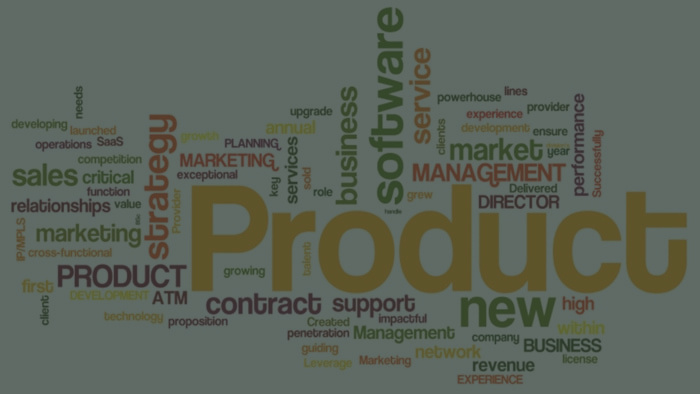 software
service
powerhouse
lines
provider
experience
needs
upgrade
business
clients
development
ensure
performance
developing
launched
SaaS
strategy
growth
annual
market
year
Successfully
operations
PLANNING
services
competition
MARKETING
MANAGEMENT
sales
critical
exceptional
key
sold
role
grew
Delivered
function
DIRECTOR
relationships
value
Provider
handle
Product
IP/MPLS
marketing
cross-functional
talent
growing
PRODUCT
first
DEVELOPMENT
ATM
client
contract
support
new
high
technology
proposition
Created
impactful
within
penetration
Management
company
BUSINESS
guiding
network
license
Leverage
Marketing
revenue
EXPERIENCE